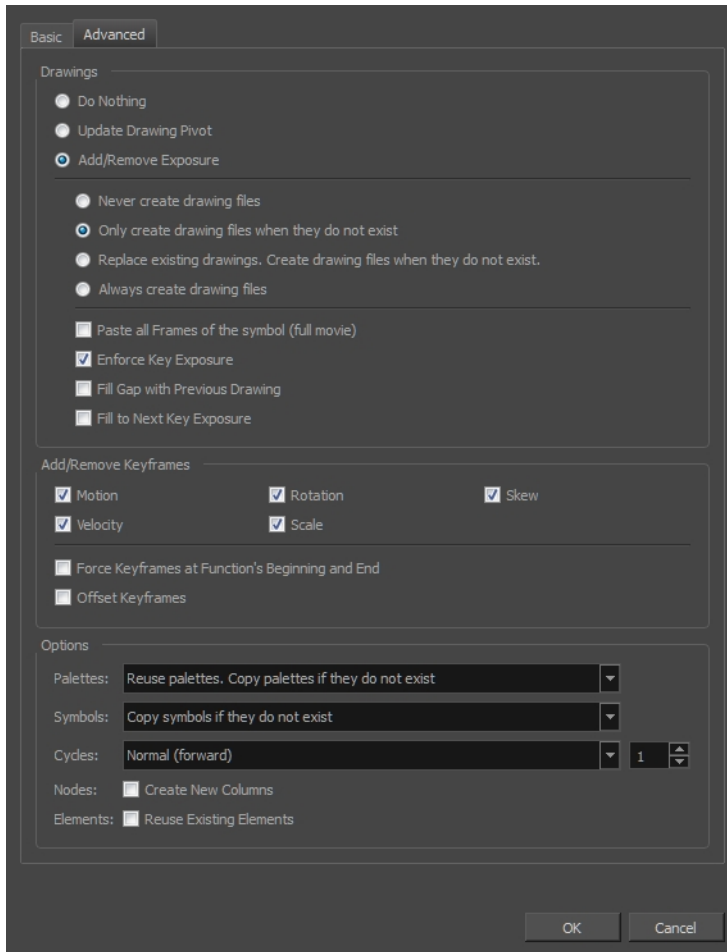 Basic Advanced
Drawings
Do Nothing
Update Drawing Pivot
Add/Remove Exposure
Never create drawing files
Only create drawing files when they do not exist
Replace existing drawings. Create drawing files when they do not exist.
Always create drawing files
Paste all Frames of the symbol (full movie)
Enforce Key Exposure
Fill Gap with Previous Drawing
Fill to Next Key Exposure
Add/Remove Keyframes
Motion Rotation Skew
Velocity Scale
Force Keyframes at Function's Beginning and End
Offset Keyframes
Options
Palettes: Reuse palettes. Copy palettes if they do not exist
Symbols: Copy symbols if they do not exist
Cycles: Normal (forward) 1
Nodes: Create New Columns
Elements: Reuse Existing Elements
OK Cancel